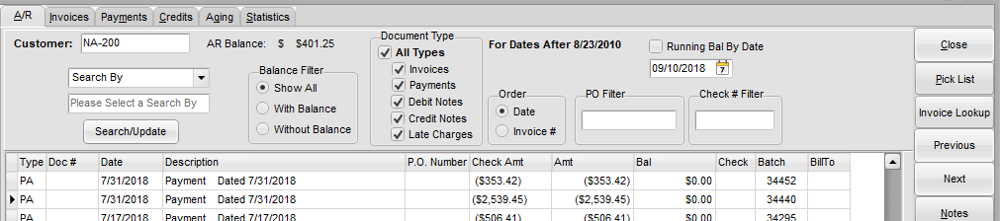 A/R Invoices Payments Credits Aging Statistics
Customer: NA-200 AR Balance: $ $401.25
Document Type
All Types
Invoices
Payments
Debit Notes
Credit Notes
Late Charges
For Dates After 8/23/2010
Running Bal By Date
09/10/2018 7
Search By
Please Select a Search By
Search/Update
Balance Filter
Show All
With Balance
Without Balance
Order
Date
Invoice #
PO Filter
Check # Filter
Close
Pick List
Invoice Lookup
Previous
Next
Notes
Type Doc # Date Description P.O. Number Check Amt Amt Bal Check Batch BillTo
PA 7/31/2018 Payment Dated 7/31/2018 ($353.42) ($353.42) $0.00 34452
PA 7/31/2018 Payment Dated 7/31/2018 ($2,539.45) ($2,539.45) $0.00 34440
PA 7/17/2018 Payment Dated 7/17/2018 ($506.41) ($506.41) $0.00 34295